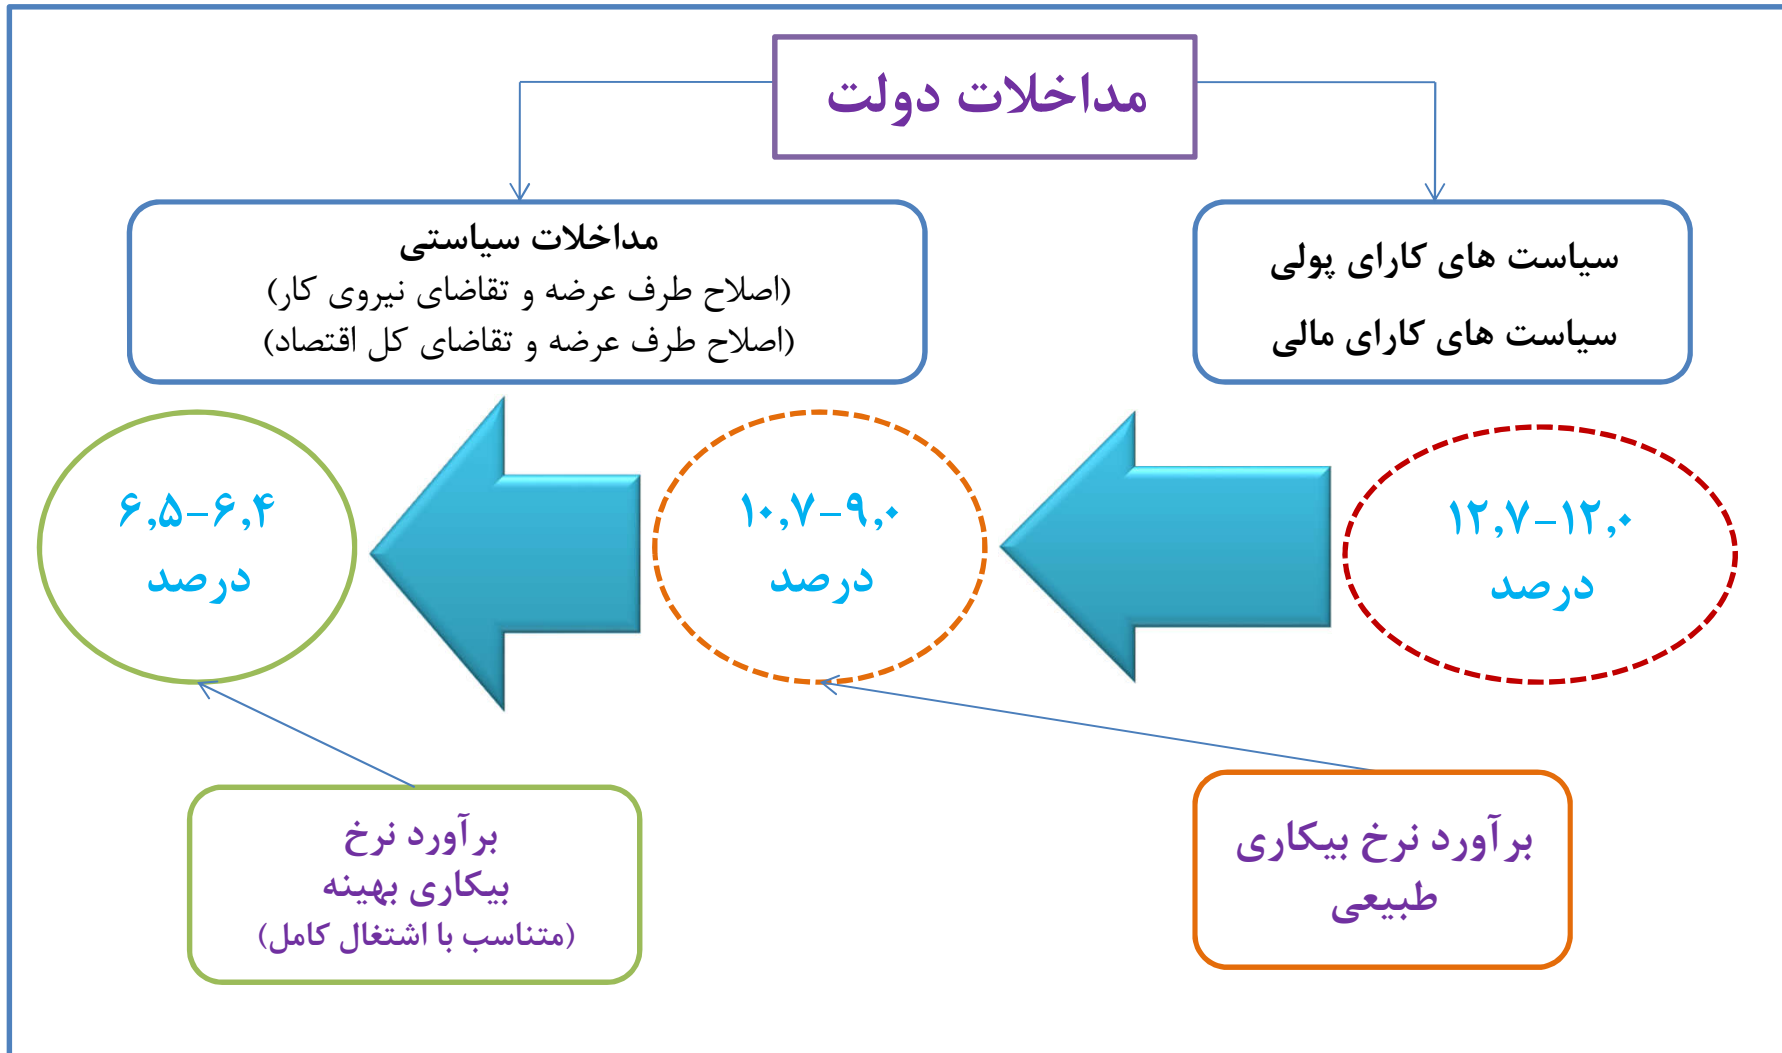 مداخلات دولت
سیاست های کارای پولی
سیاست های کارای مالی
مداخلات سیاستی
(اصلاح طرف عرضه و تقاضای نیروی کار)
(اصلاح طرف عرضه و تقاضای کل اقتصاد)
۱۲,۷-۱۲,۰
درصد
۱۰,۷-۹,۰
درصد
۶,۵-۶,۴
درصد
برآورد نرخ بیکاری
طبیعی
برآورد نرخ
بیکاری بهینه
(متناسب با اشتغال کامل)